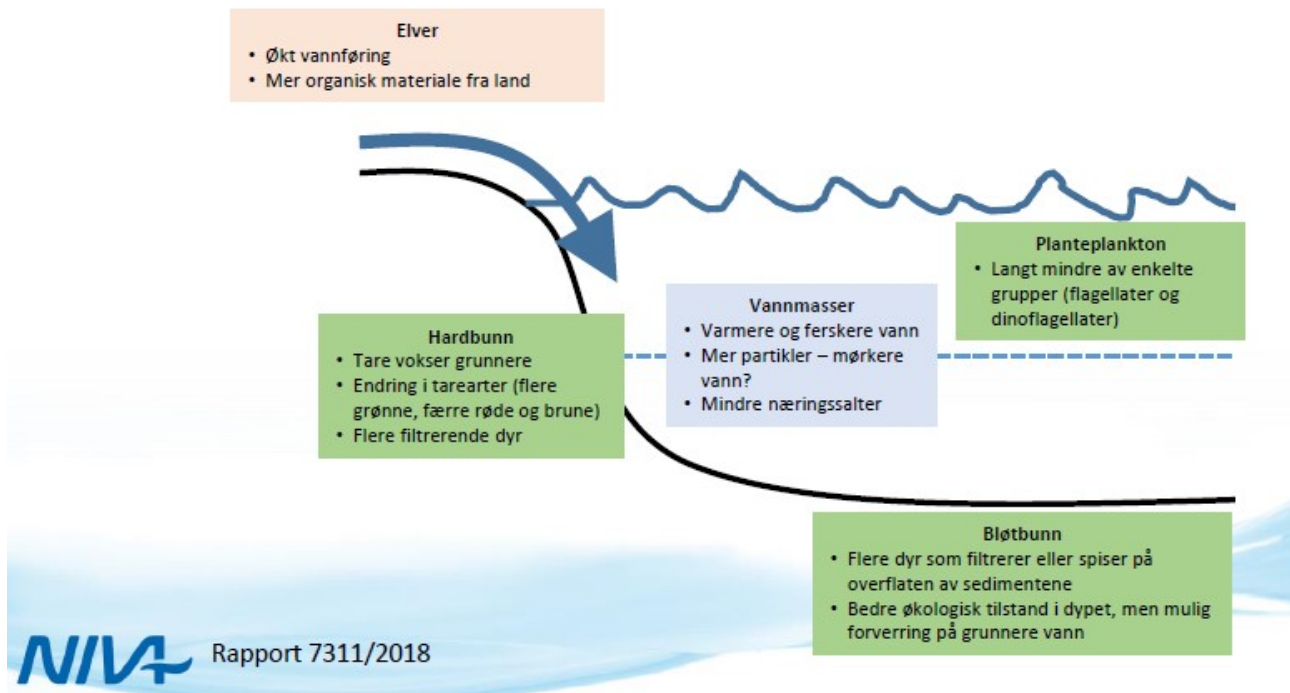 Elver
• Økt vannføring
• Mer organisk materiale fra land
Planteplankton
• Langt mindre av enkelte
grupper (flagellater og
dinoflagellater)
Vannmasser
• Varmere og ferskere vann
• Mer partikler – mørkere
vann?
• Mindre næringssalter
Hardbunn
• Tare vokser grunnere
• Endring i tarearter (flere
grønne, færre røde og brune)
• Flere filtrerende dyr
Bløtbunn
• Flere dyr som filtrerer eller spiser på
overflaten av sedimentene
• Bedre økologisk tilstand i dypet, men mulig
forverring på grunnere vann
NIVA Rapport 7311/2018